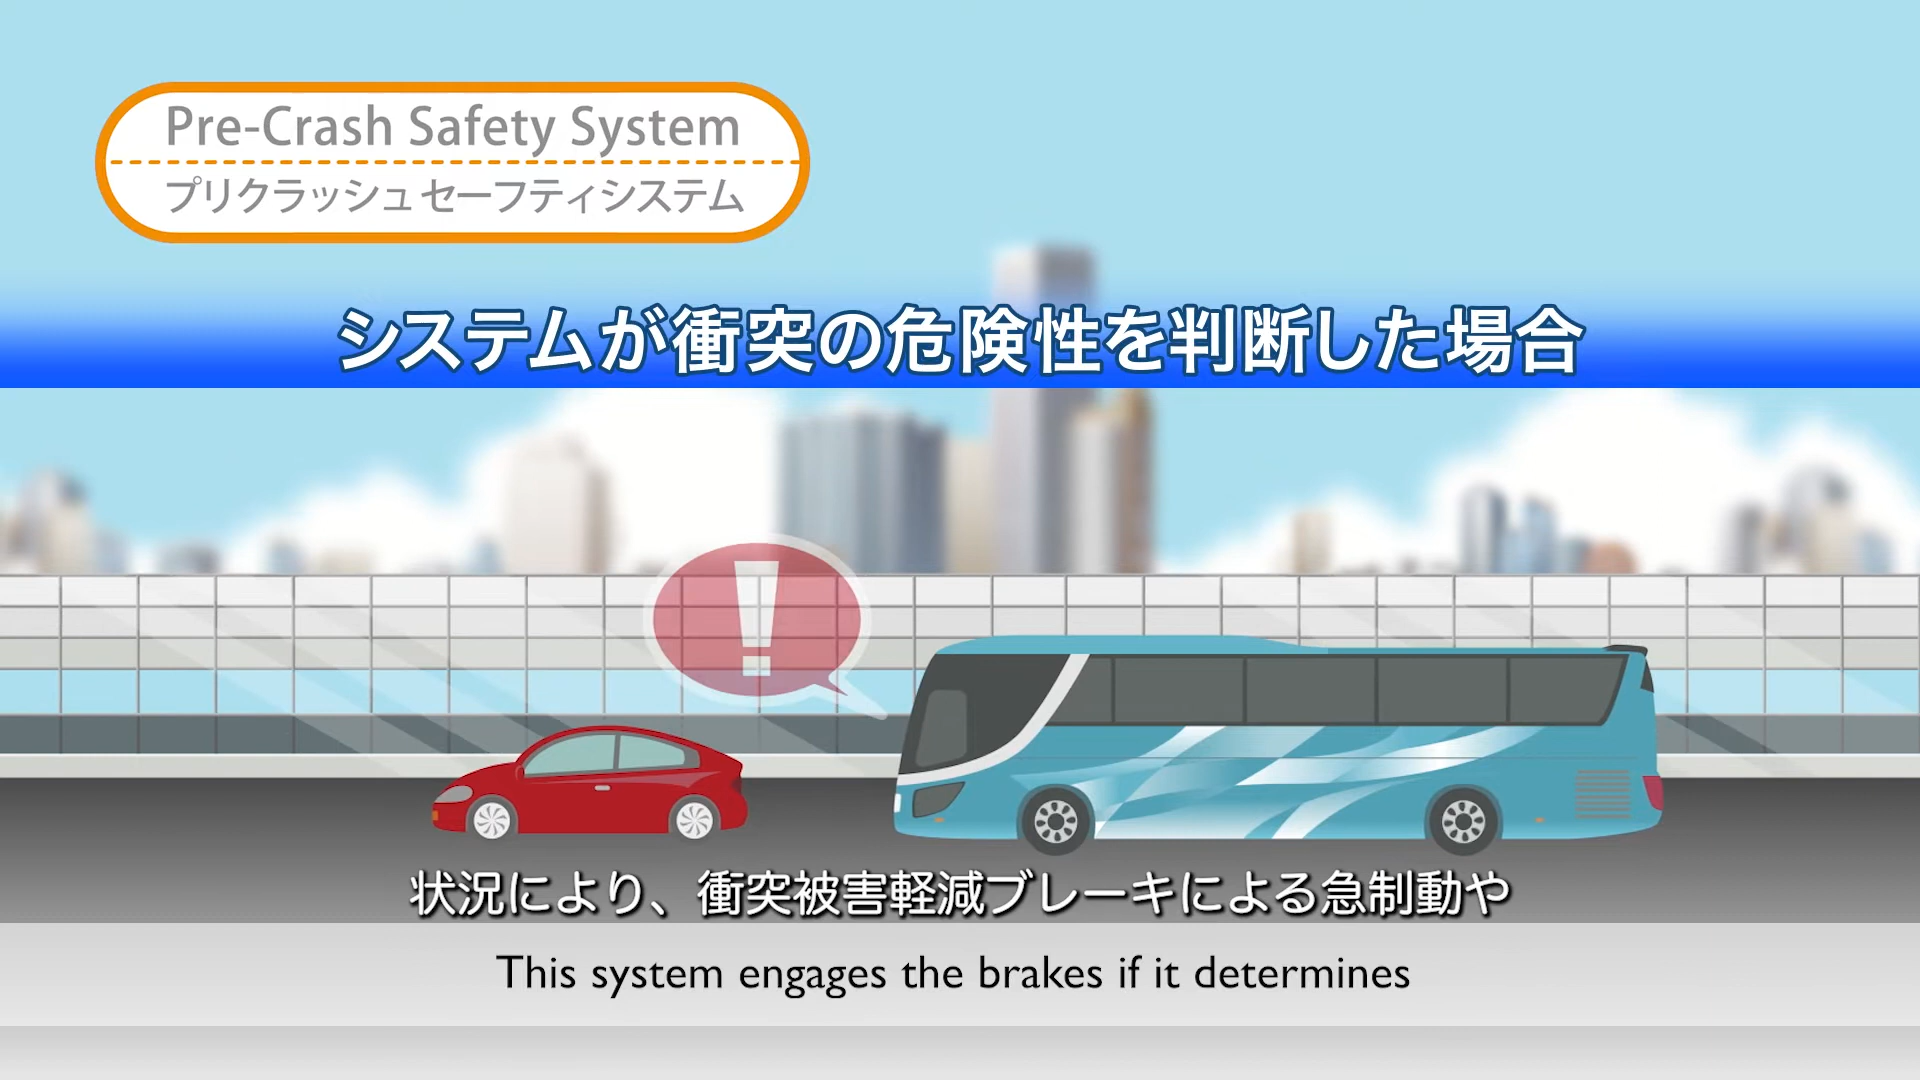 Pre-Crash Safety System
プリクラッシュ セーフティシステム
システムが衝突の危険性を判断した場合
!
状況により、衝突被害軽減ブレーキによる急制動や
This system engages the brakes if it determines